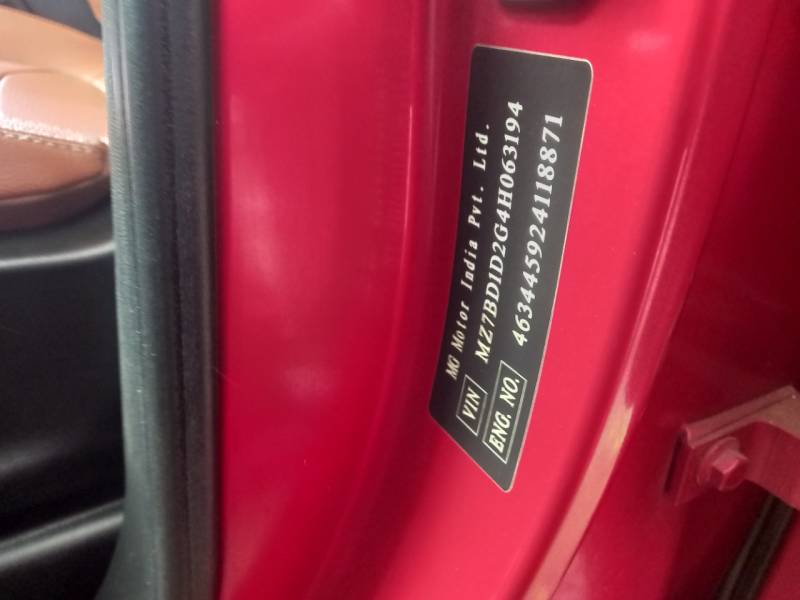 MG Motor India Pvt. Ltd.
VIN MZ7BDID2G4H063194
ENG. NO. 463445924118871